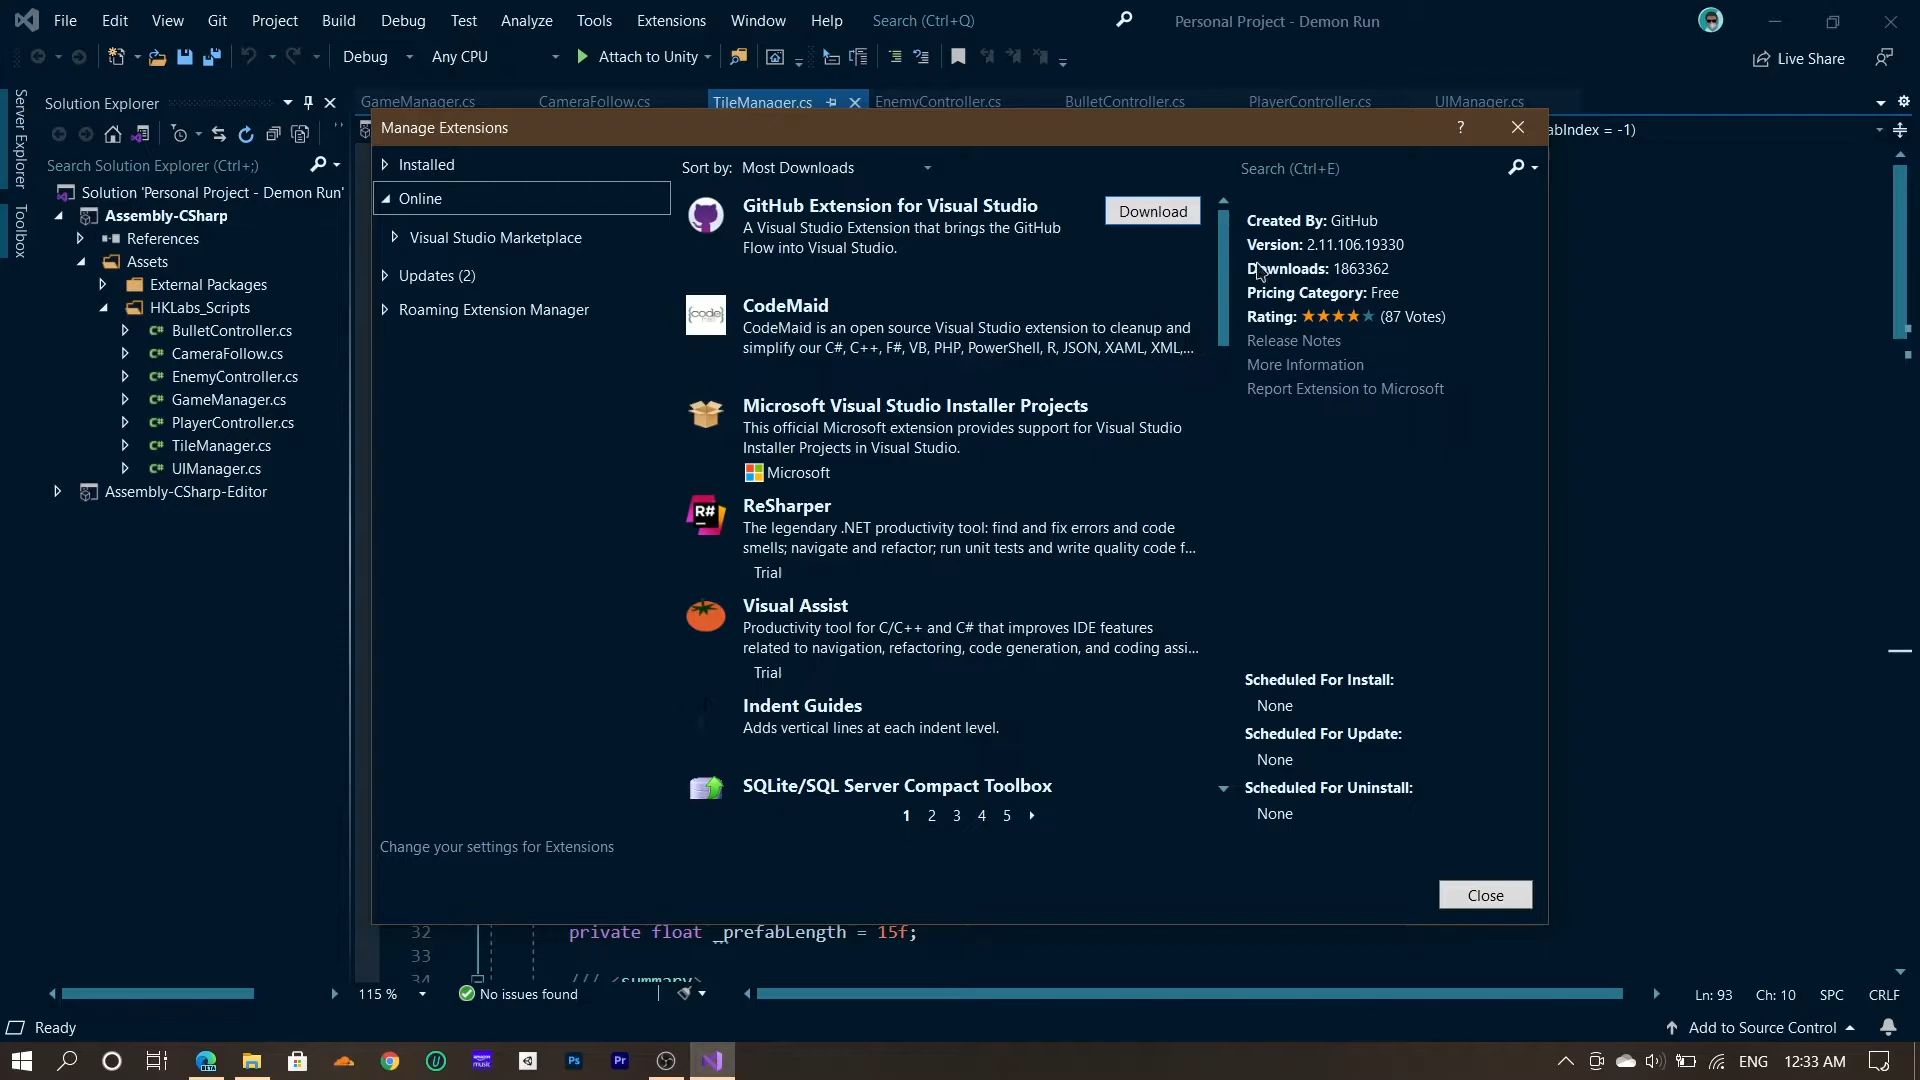 File Edit View Git Project Build Debug Test Analyze Tools Extensions Window Help Search (Ctrl+Q) Personal Project - Demon Run
Debug Any CPU Attach to Unity Live Share
Server Explorer
Toolbox
Solution Explorer
Search Solution Explorer (Ctrl+;)
Solution 'Personal Project - Demon Run'
Assembly-CSharp
References
Assets
External Packages
HKLabs_Scripts
BulletController.cs
CameraFollow.cs
EnemyController.cs
GameManager.cs
PlayerController.cs
TileManager.cs
UIManager.cs
Assembly-CSharp-Editor
GameManager.cs CameraFollow.cs TileManager.cs EnemyController.cs BulletController.cs PlayerController.cs UIManager.cs
abIndex = -1)
Manage Extensions ?
Installed
Online
Visual Studio Marketplace
Updates (2)
Roaming Extension Manager
Change your settings for Extensions
Sort by: Most Downloads
GitHub Extension for Visual Studio
A Visual Studio Extension that brings the GitHub
Flow into Visual Studio.
Download
CodeMaid
CodeMaid is an open source Visual Studio extension to cleanup and
simplify our C#, C++, F#, VB, PHP, PowerShell, R, JSON, XAML, XML,...
{code}
Microsoft Visual Studio Installer Projects
This official Microsoft extension provides support for Visual Studio
Installer Projects in Visual Studio.
Microsoft
R#
ReSharper
The legendary .NET productivity tool: find and fix errors and code
smells; navigate and refactor; run unit tests and write quality code f...
Trial
Visual Assist
Productivity tool for C/C++ and C# that improves IDE features
related to navigation, refactoring, code generation, and coding assi...
Trial
Indent Guides
Adds vertical lines at each indent level.
SQLite/SQL Server Compact Toolbox
1 2 3 4 5
Search (Ctrl+E)
Created By: GitHub
Version: 2.11.106.19330
Downloads: 1863362
Pricing Category: Free
Rating: (87 Votes)
Release Notes
More Information
Report Extension to Microsoft
Scheduled For Install:
None
Scheduled For Update:
None
Scheduled For Uninstall:
None
Close
32 private float _prefabLength = 15f;
33
34 /// <summary>
115 % No issues found Ln: 93 Ch: 10 SPC CRLF
Ready Add to Source Control
Ps Pr ENG 12:33 AM